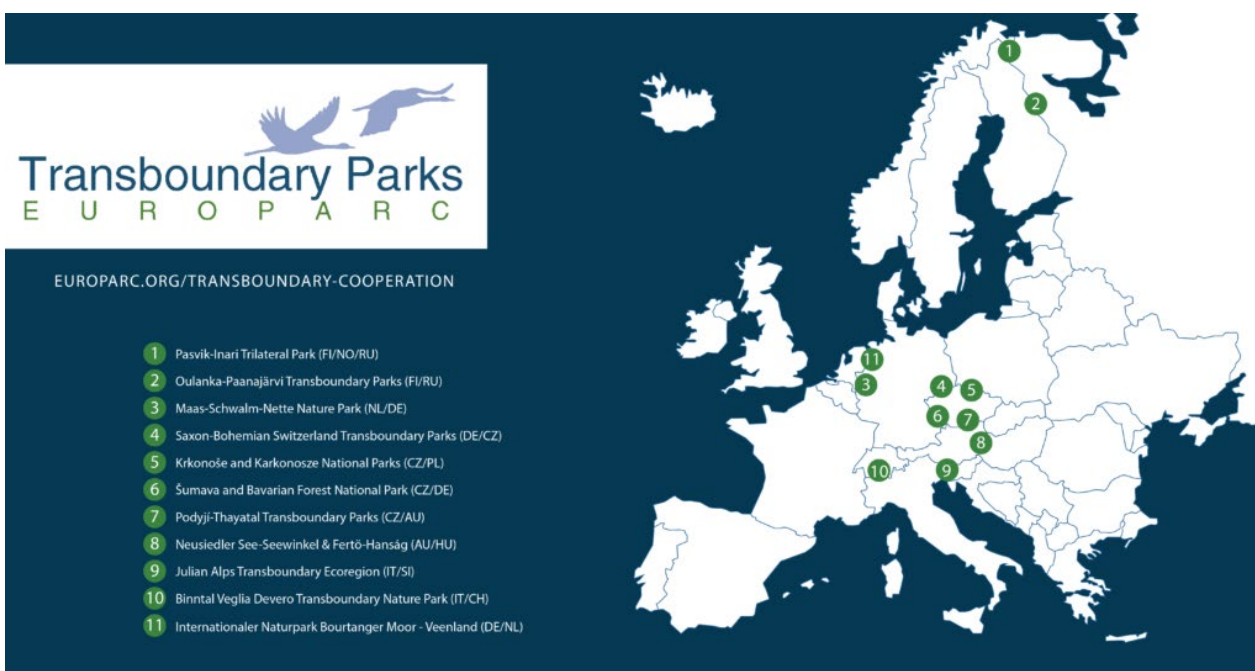 Transboundary Parks
EUROPARC
EUROPARC.ORG/TRANSBOUNDARY-COOPERATION
1 Pasvik-Inari Trilateral Park (FI/NO/RU)
2 Oulanka-Paanajärvi Transboundary Parks (FI/RU)
3 Maas-Schwalm-Nette Nature Park (NL/DE)
4 Saxon-Bohemian Switzerland Transboundary Parks (DE/CZ)
5 Krkonoše and Karkonosze National Parks (CZ/PL)
6 Šumava and Bavarian Forest National Park (CZ/DE)
7 Podyjí-Thayatal Transboundary Parks (CZ/AU)
8 Neusiedler See-Seewinkel & Fertö-Hanság (AU/HU)
9 Julian Alps Transboundary Ecoregion (IT/SI)
10 Binntal Veglia Devero Transboundary Nature Park (IT/CH)
11 Internationaler Naturpark Bourtanger Moor - Veenland (DE/NL)
1
2
11
3
4
5
6
7
8
10
9